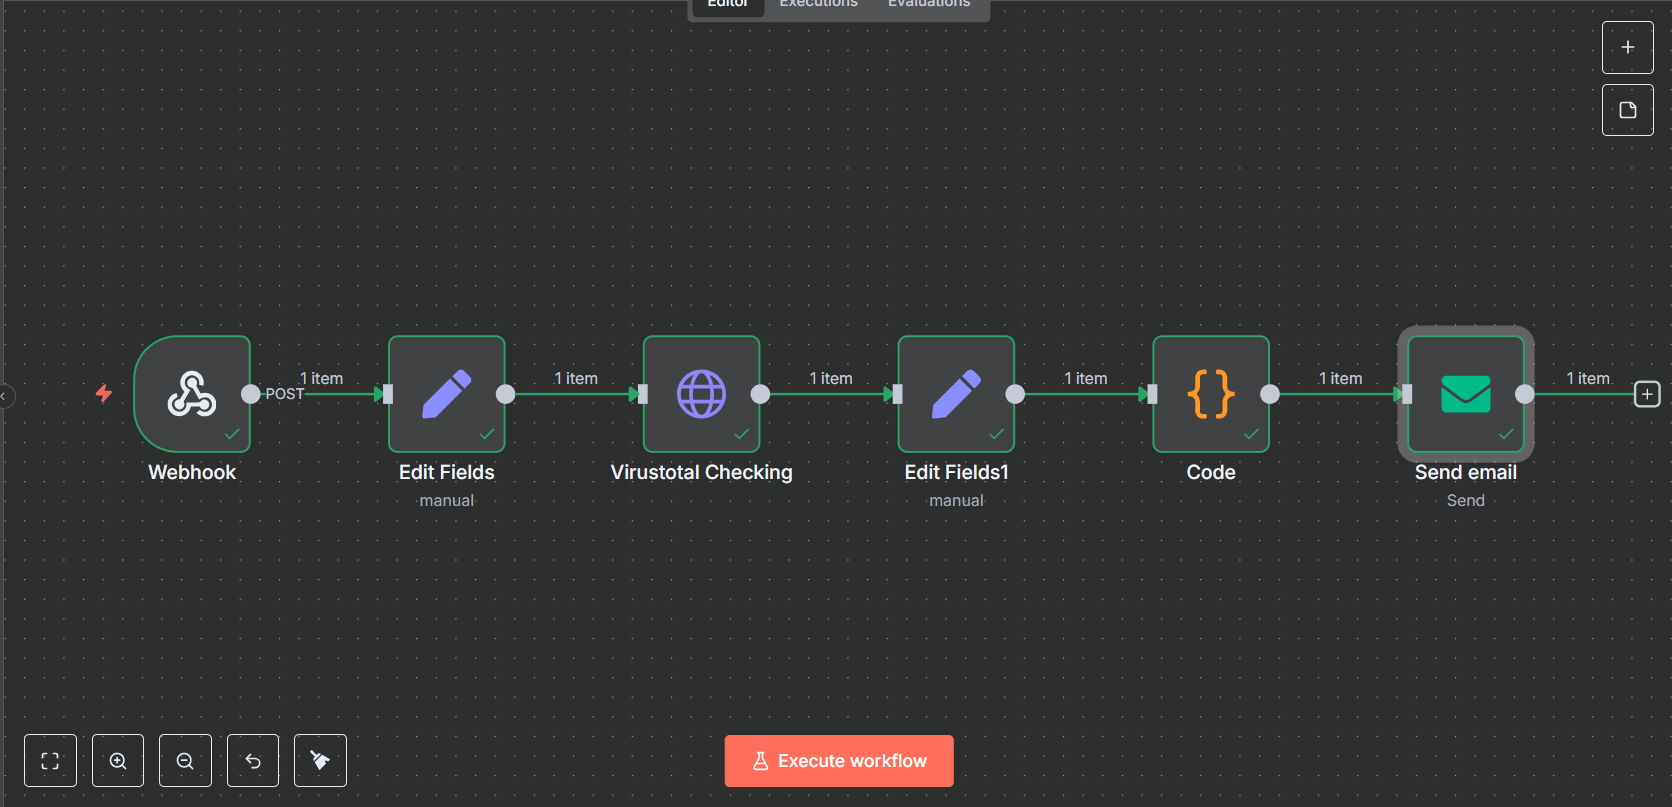 Editor Executions Evaluations
POST 1 item 1 item 1 item 1 item 1 item 1 item
Webhook Edit Fields Virustotal Checking Edit Fields1 Code Send email
manual manual Send
Execute workflow